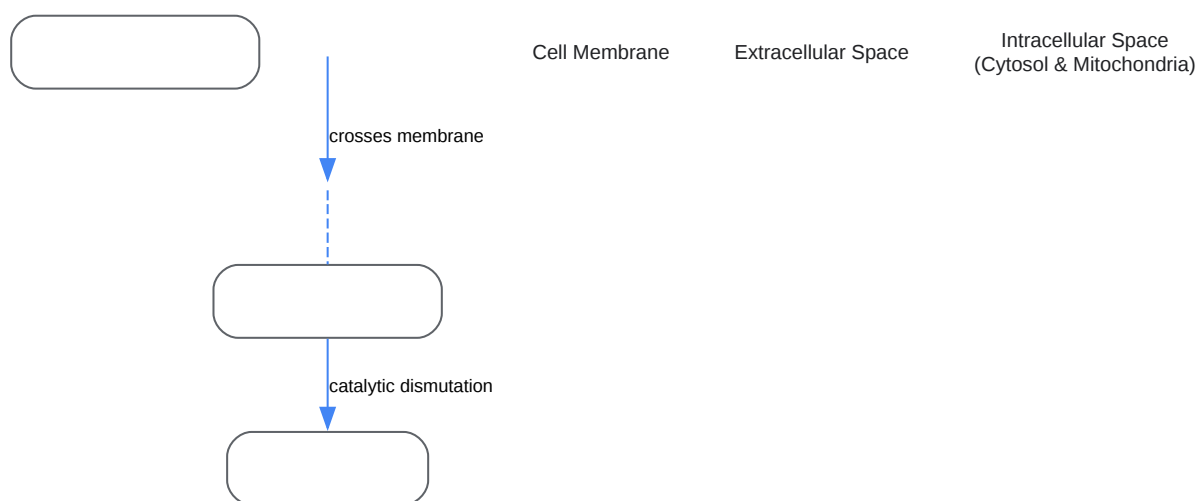 Cell Membrane
Extracellular Space
Intracellular Space
(Cytosol & Mitochondria)
crosses membrane
catalytic dismutation